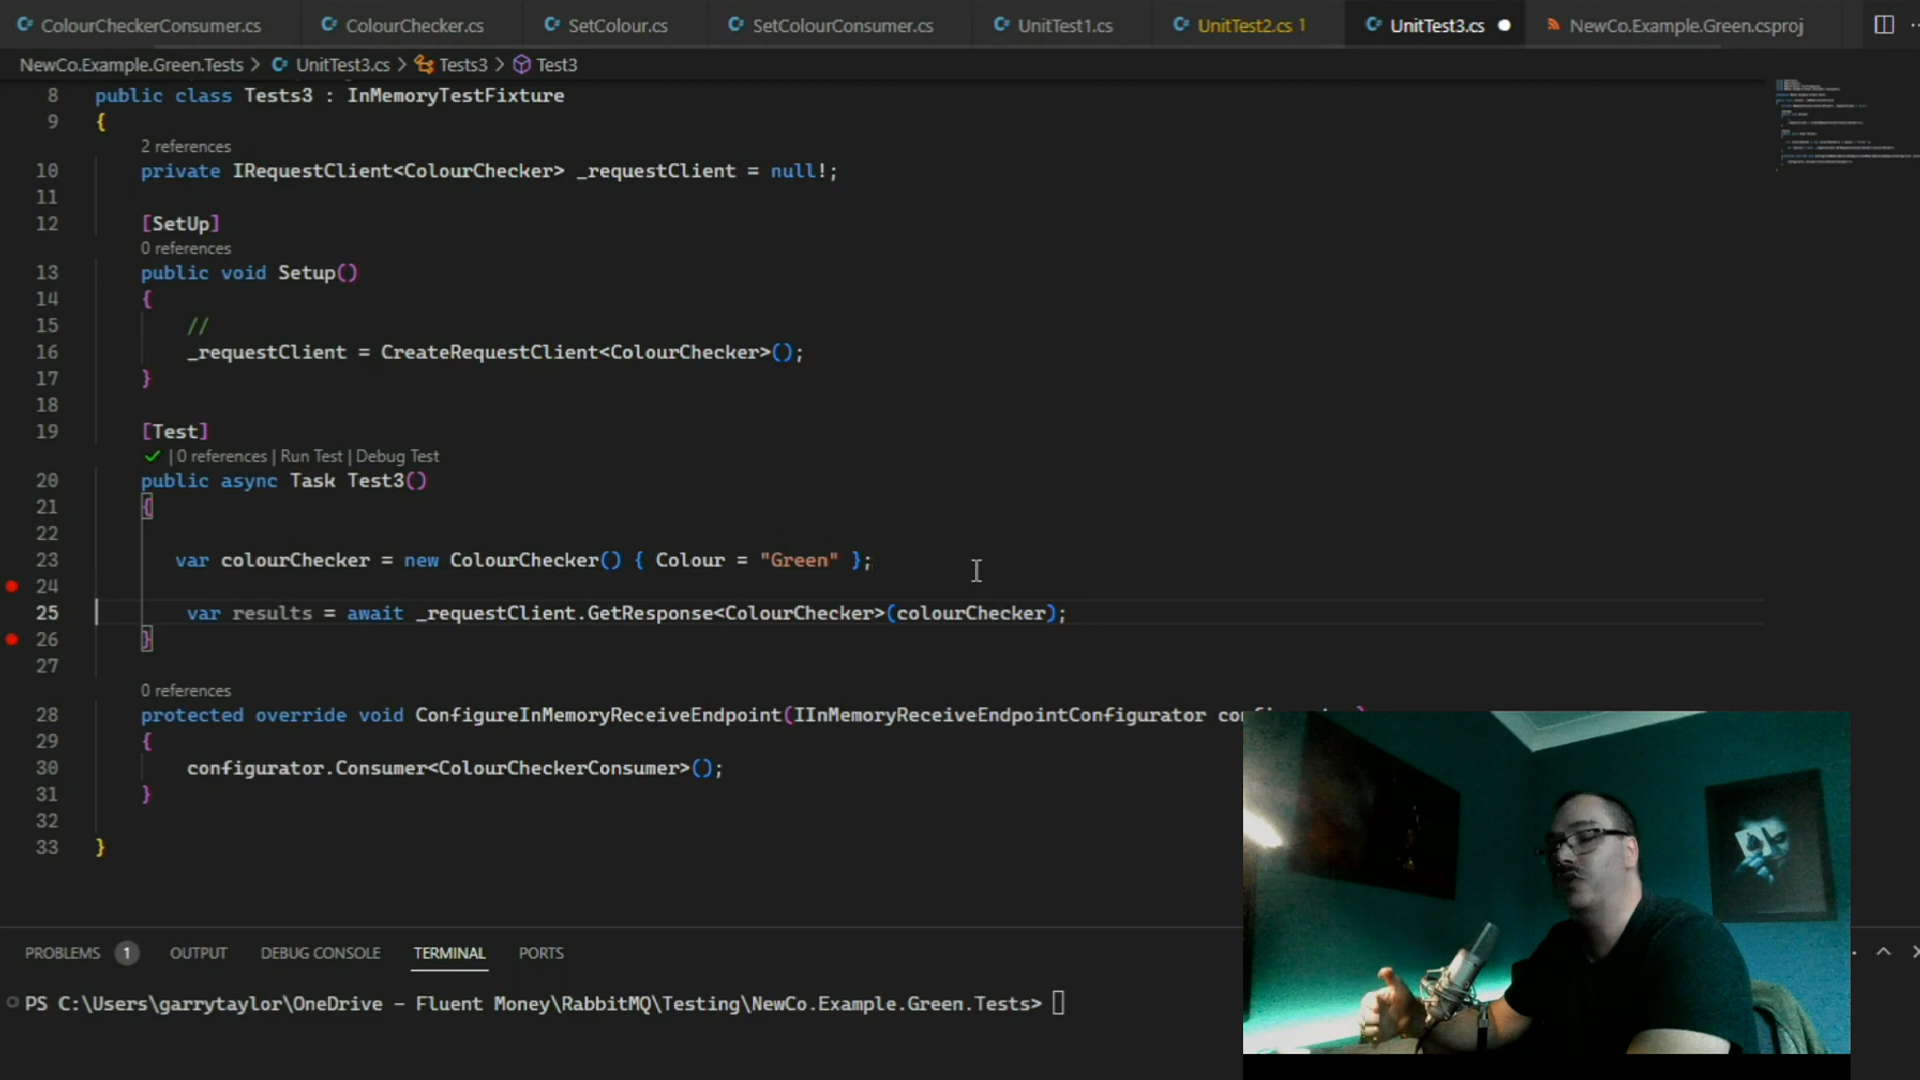 ColourCheckerConsumer.cs ColourChecker.cs SetColour.cs SetColourConsumer.cs UnitTest1.cs UnitTest2.cs 1 UnitTest3.cs NewCo.Example.Green.csproj
NewCo.Example.Green.Tests > UnitTest3.cs > Tests3 > Test3
8 public class Tests3 : InMemoryTestFixture
9 {
2 references
10 private IRequestClient<ColourChecker> _requestClient = null!;
11
12 [SetUp]
0 references
13 public void Setup()
14 {
15 //
16 _requestClient = CreateRequestClient<ColourChecker>();
17 }
18
19 [Test]
| 0 references | Run Test | Debug Test
20 public async Task Test3()
21 {
22
23 var colourChecker = new ColourChecker() { Colour = "Green" };
24
25 var results = await _requestClient.GetResponse<ColourChecker>(colourChecker);
26 }
27
0 references
28 protected override void ConfigureInMemoryReceiveEndpoint(IInMemoryReceiveEndpointConfigurator
29 {
30 configurator.Consumer<ColourCheckerConsumer>();
31 }
32
33 }
PROBLEMS 1 OUTPUT DEBUG CONSOLE TERMINAL PORTS
PS C:\Users\garrytaylor\OneDrive - Fluent Money\RabbitMQ\Testing\NewCo.Example.Green.Tests>